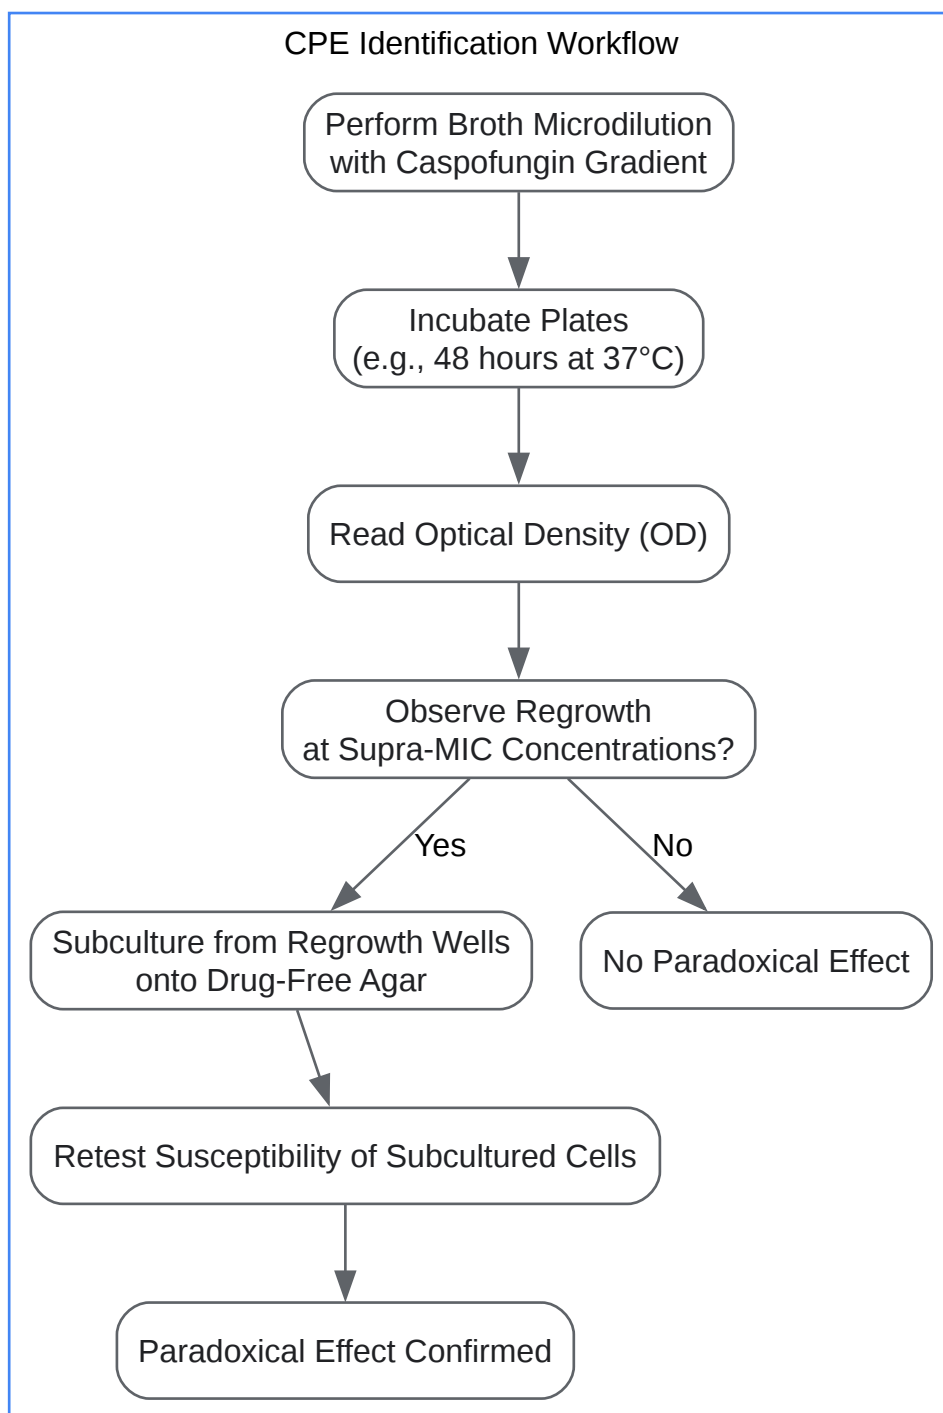 CPE Identification Workflow
Perform Broth Microdilution
with Caspofungin Gradient
Incubate Plates
(e.g., 48 hours at 37°C)
Read Optical Density (OD)
Observe Regrowth
at Supra-MIC Concentrations?
Yes
No
Subculture from Regrowth Wells
onto Drug-Free Agar
No Paradoxical Effect
Retest Susceptibility of Subcultured Cells
Paradoxical Effect Confirmed